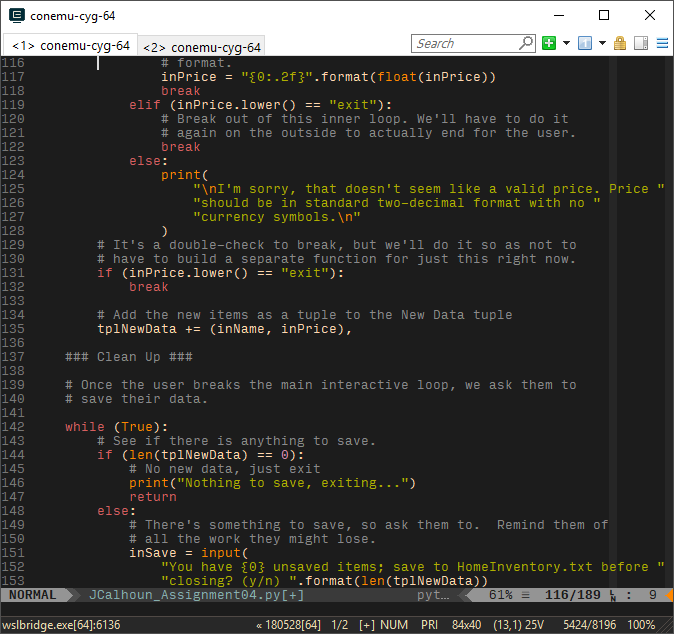 conemu-cyg-64
<1> conemu-cyg-64
<2> conemu-cyg-64
Search
116                 # format.
117                 inPrice = "{0:.2f}".format(float(inPrice))
118                 break
119             elif (inPrice.lower() == "exit"):
120                 # Break out of this inner loop. We'll have to do it
121                 # again on the outside to actually end for the user.
122                 break
123             else:
124                 print(
125                     "\nI'm sorry, that doesn't seem like a valid price. Price "
126                     "should be in standard two-decimal format with no "
127                     "currency symbols.\n"
128                 )
129         # It's a double-check to break, but we'll do it so as not to
130         # have to build a separate function for just this right now.
131         if (inPrice.lower() == "exit"):
132             break
133
134         # Add the new items as a tuple to the New Data tuple
135         tplNewData += (inName, inPrice),
136
137     ### Clean Up ###
138
139     # Once the user breaks the main interactive loop, we ask them to
140     # save their data.
141
142     while (True):
143         # See if there is anything to save.
144         if (len(tplNewData) == 0):
145             # No new data, just exit
146             print("Nothing to save, exiting...")
147             return
148         else:
149             # There's something to save, so ask them to.  Remind them of
150             # all the work they might lose.
151             inSave = input(
152                 "You have {0} unsaved items; save to HomeInventory.txt before "
153                 "closing? (y/n) ".format(len(tplNewData))
NORMAL JCalhoun_Assignment04.py[+] pyt… 61% ≡ 116/189 ㏑ : 9
wslbridge.exe[64]:6136 « 180528[64] 1/2 [+] NUM PRI 84x40 (13,1) 25V 5424/8196 100%